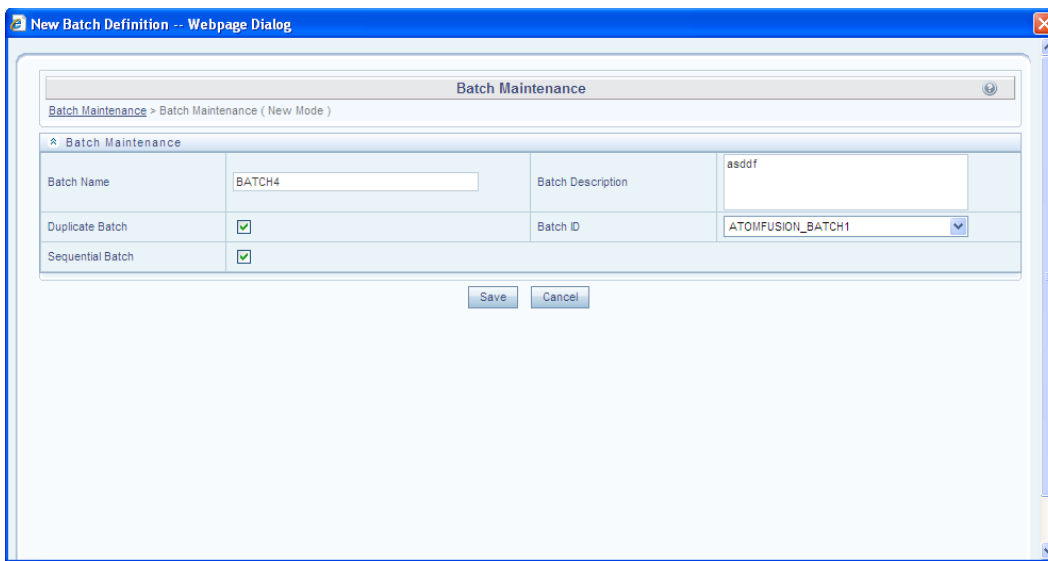 New Batch Definition -- Webpage Dialog
Batch Maintenance
Batch Maintenance > Batch Maintenance ( New Mode )
Batch Maintenance
Batch Name
BATCH4
Batch Description
asddf
Duplicate Batch
Batch ID
ATOMFUSION_BATCH1
Sequential Batch
Save
Cancel